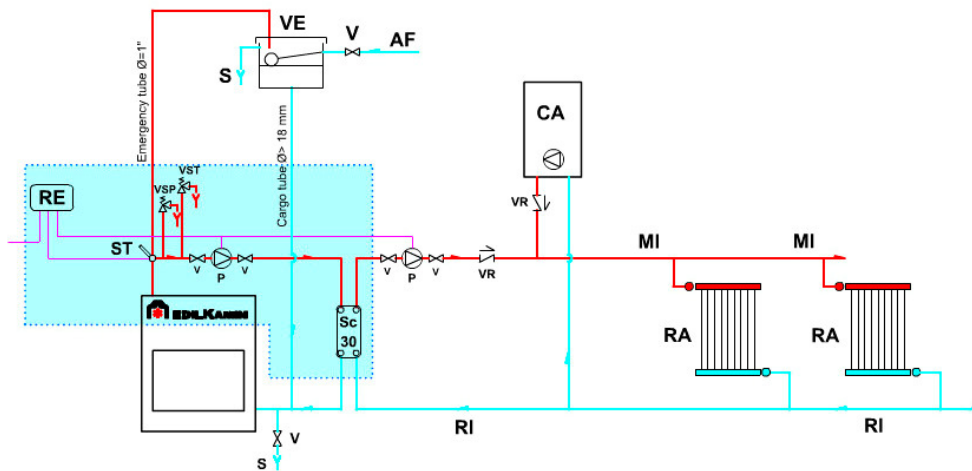 VE
V
AF
S
Emergency tube Ø=1"
Cargo tube Ø> 18 mm
CA
VST
VSP
RE
VR
ST
MI
MI
V
P
V
V
P
V
VR
EDILKAMIN
Sc
30
RA
RA
RI
RI
V
S